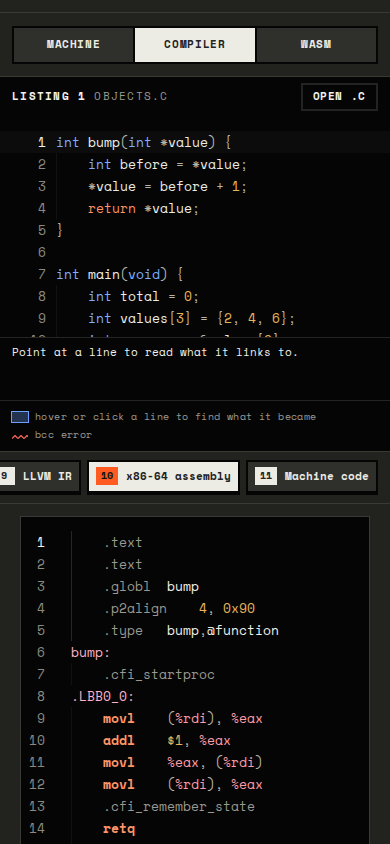 MACHINE COMPILER WASM
LISTING 1 OBJECTS.C OPEN .C
1 int bump(int *value) {
2     int before = *value;
3     *value = before + 1;
4     return *value;
5 }
6
7 int main(void) {
8     int total = 0;
9     int values[3] = {2, 4, 6};
Point at a line to read what it links to.
hover or click a line to find what it became
bcc error
9 LLVM IR 10 x86-64 assembly 11 Machine code
1     .text
2     .text
3     .globl  bump
4     .p2align    4, 0x90
5     .type   bump,@function
6 bump:
7     .cfi_startproc
8 .LBB0_0:
9     movl    (%rdi), %eax
10     addl    $1, %eax
11     movl    %eax, (%rdi)
12     movl    (%rdi), %eax
13     .cfi_remember_state
14     retq